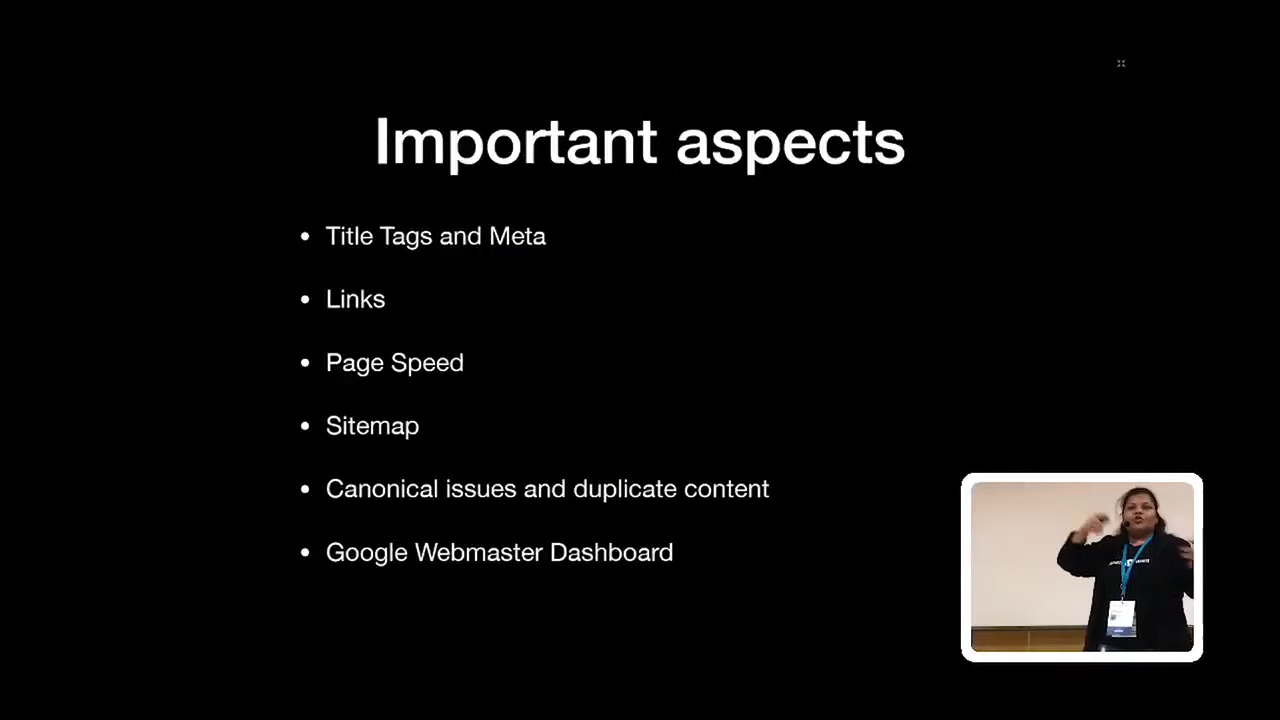 Important aspects
• Title Tags and Meta
• Links
• Page Speed
• Sitemap
• Canonical issues and duplicate content
• Google Webmaster Dashboard